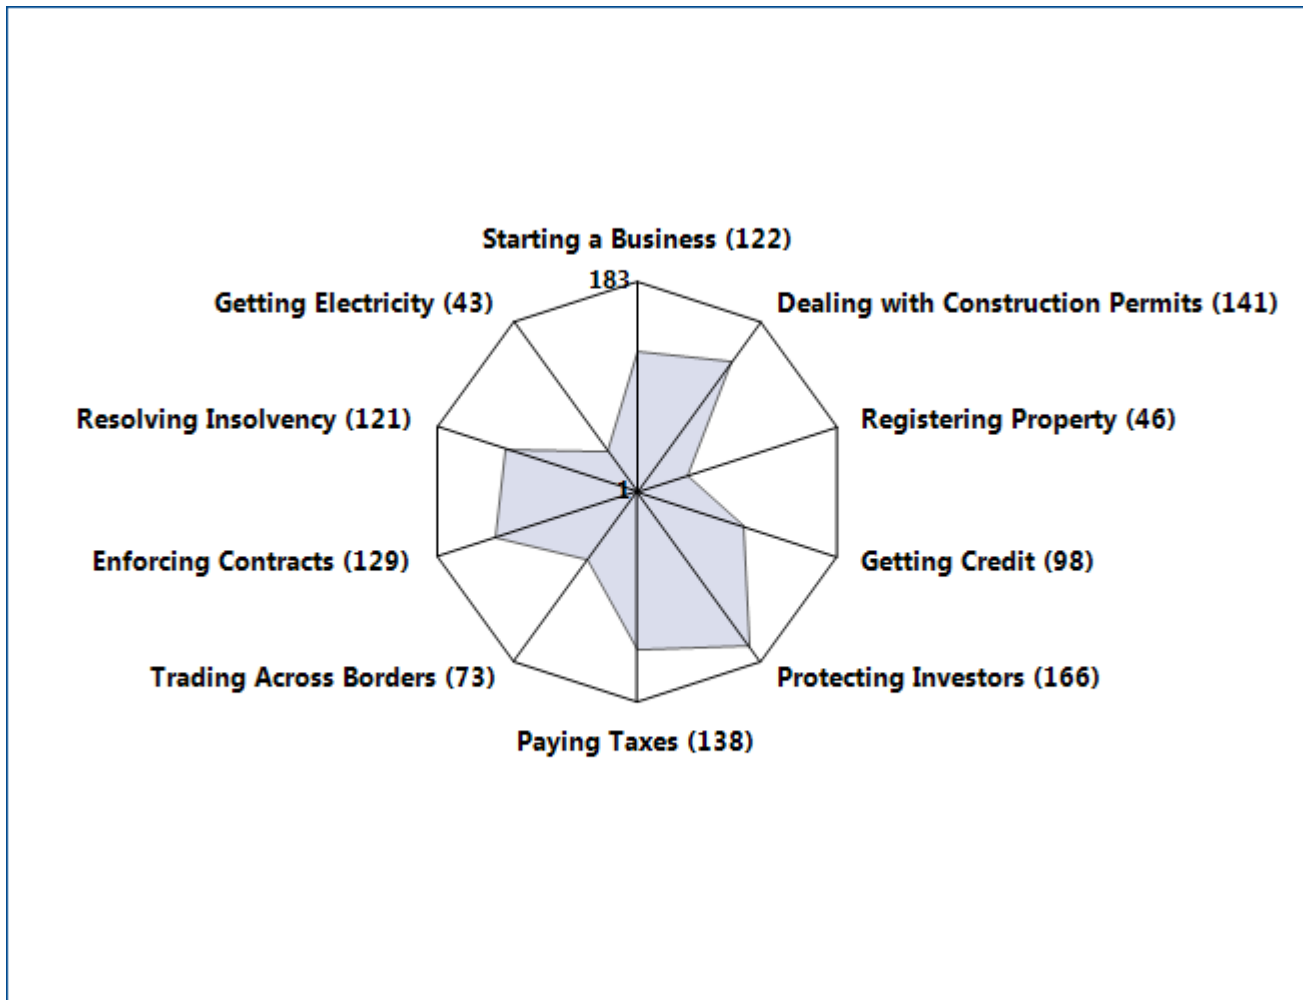 Starting a Business (122)
183
Getting Electricity (43)
Dealing with Construction Permits (141)
Resolving Insolvency (121)
Registering Property (46)
1
Enforcing Contracts (129)
Getting Credit (98)
Trading Across Borders (73)
Protecting Investors (166)
Paying Taxes (138)